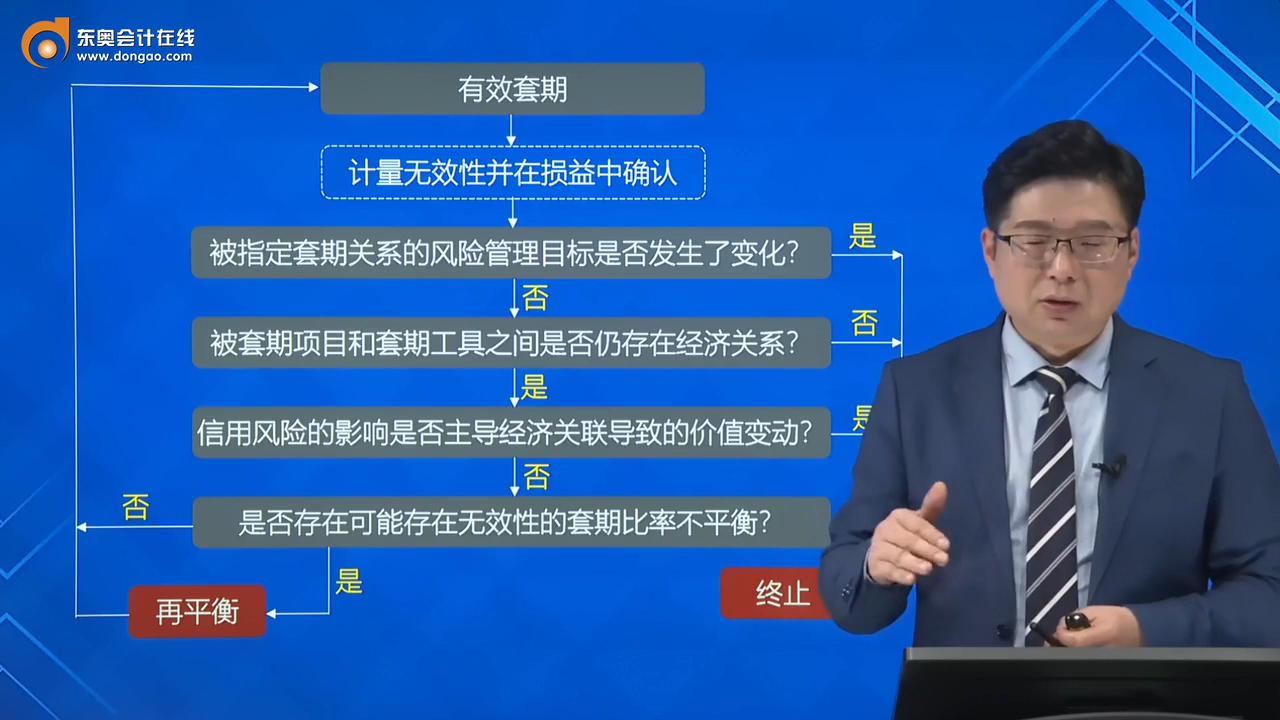 东奥会计在线
www.dongao.com
有效套期
计量无效性并在损益中确认
被指定套期关系的风险管理目标是否发生了变化？
是
否
被套期项目和套期工具之间是否仍存在经济关系？
否
是
信用风险的影响是否主导经济关联导致的价值变动？
是
否
是否存在可能存在无效性的套期比率不平衡？
否
是
再平衡
终止